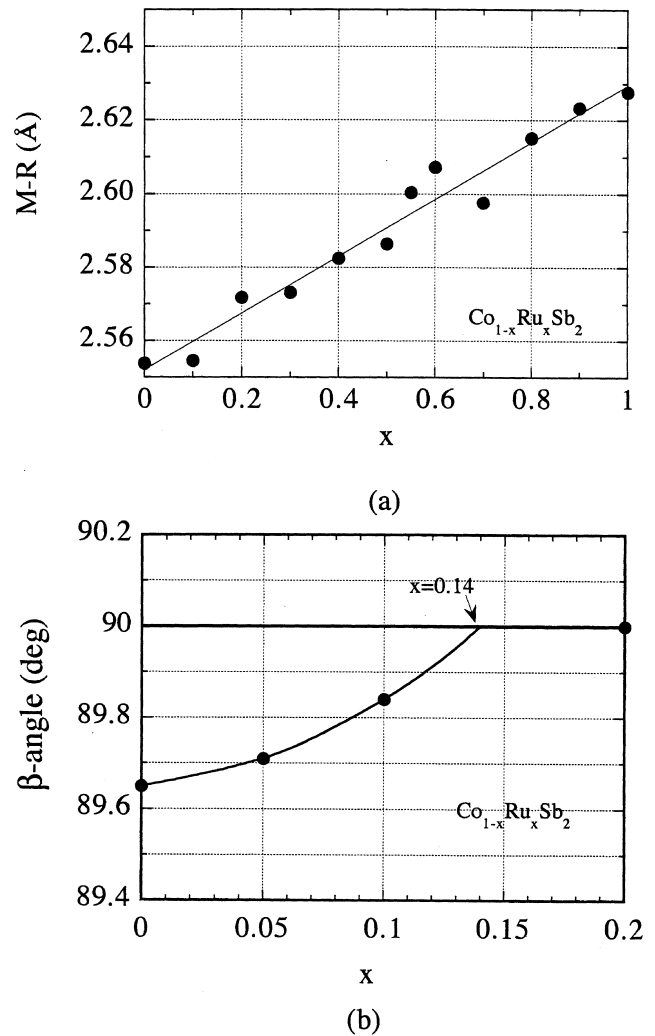 2.64
2.62
2.60
2.58
2.56
M-R (Å)
Co1-xRuxSb2
0 0.2 0.4 0.6 0.8 1
x
(a)
90.2
90
89.8
89.6
89.4
β-angle (deg)
x=0.14
Co1-xRuxSb2
0 0.05 0.1 0.15 0.2
x
(b)